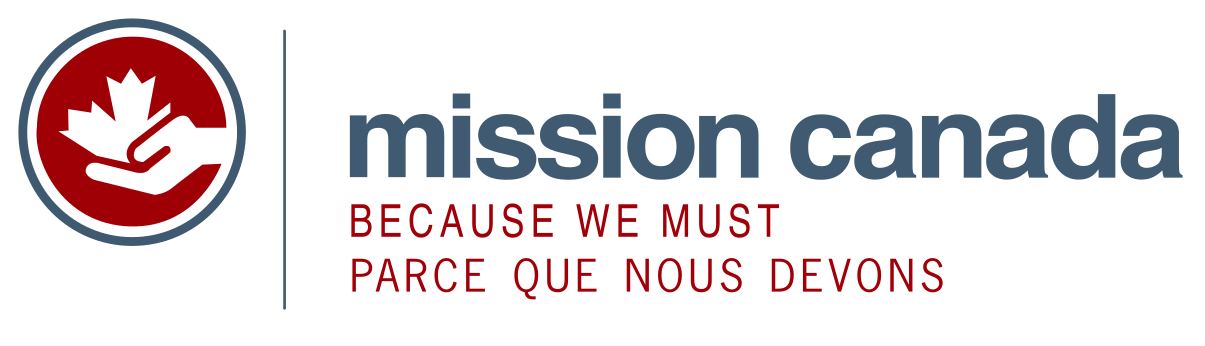 mission canada
BECAUSE WE MUST
PARCE QUE NOUS DEVONS